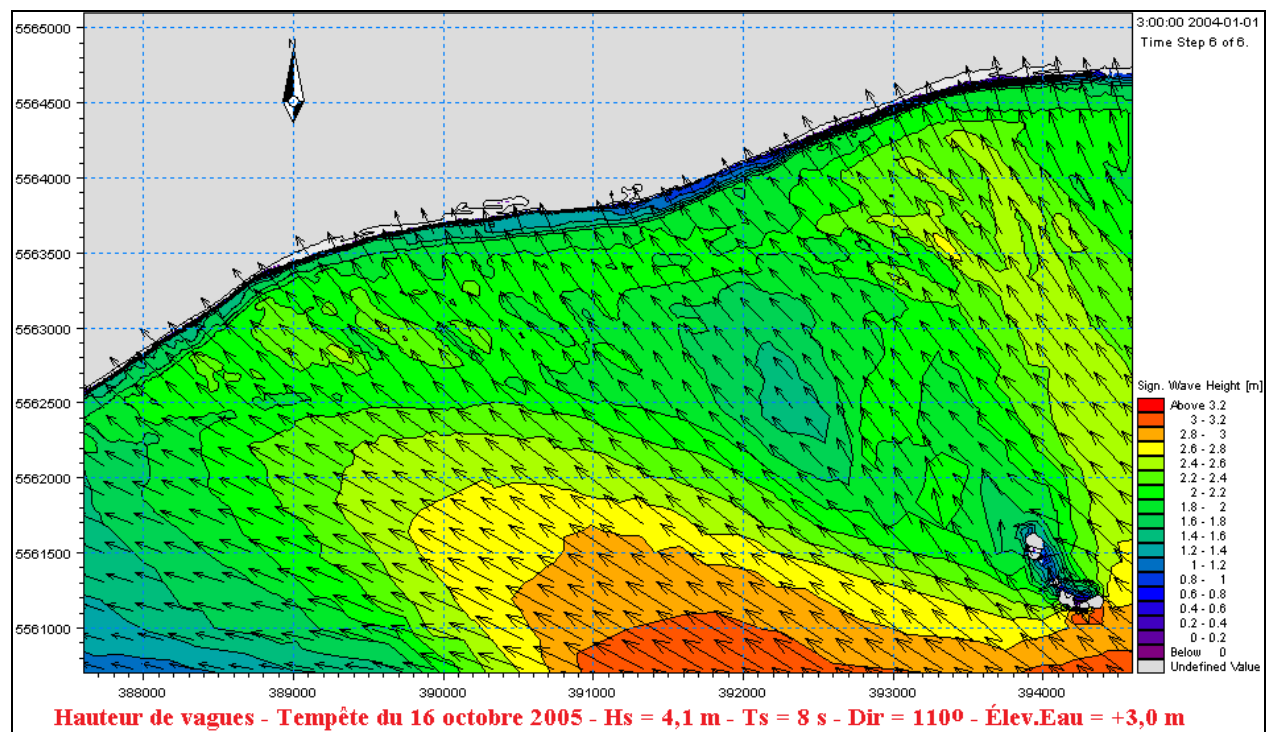 3:00:00 2004-01-01
Time Step 6 of 6.
N
5565000
5564500
5564000
5563500
5563000
5562500
5562000
5561500
5561000
388000
389000
390000
391000
392000
393000
394000
Sign. Wave Height [m]
Above 3.2
3 - 3.2
2.8 - 3
2.6 - 2.8
2.4 - 2.6
2.2 - 2.4
2 - 2.2
1.8 - 2
1.6 - 1.8
1.4 - 1.6
1.2 - 1.4
1 - 1.2
0.8 - 1
0.6 - 0.8
0.4 - 0.6
0.2 - 0.4
0 - 0.2
Below 0
Undefined Value
Hauteur de vagues - Tempête du 16 octobre 2005 - Hs = 4,1 m - Ts = 8 s - Dir = 110º - Élev.Eau = +3,0 m